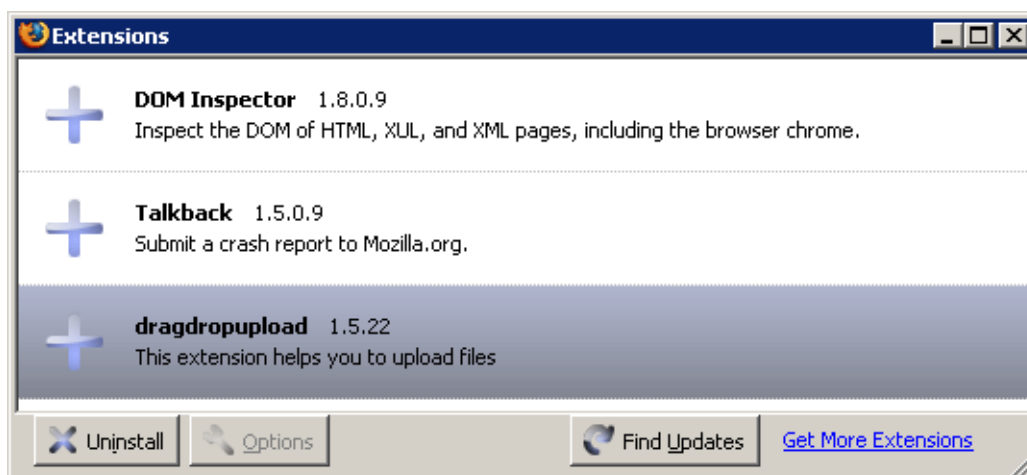 Extensions
DOM Inspector 1.8.0.9
Inspect the DOM of HTML, XUL, and XML pages, including the browser chrome.
Talkback 1.5.0.9
Submit a crash report to Mozilla.org.
dragdropupload 1.5.22
This extension helps you to upload files
Uninstall Options Find Updates Get More Extensions